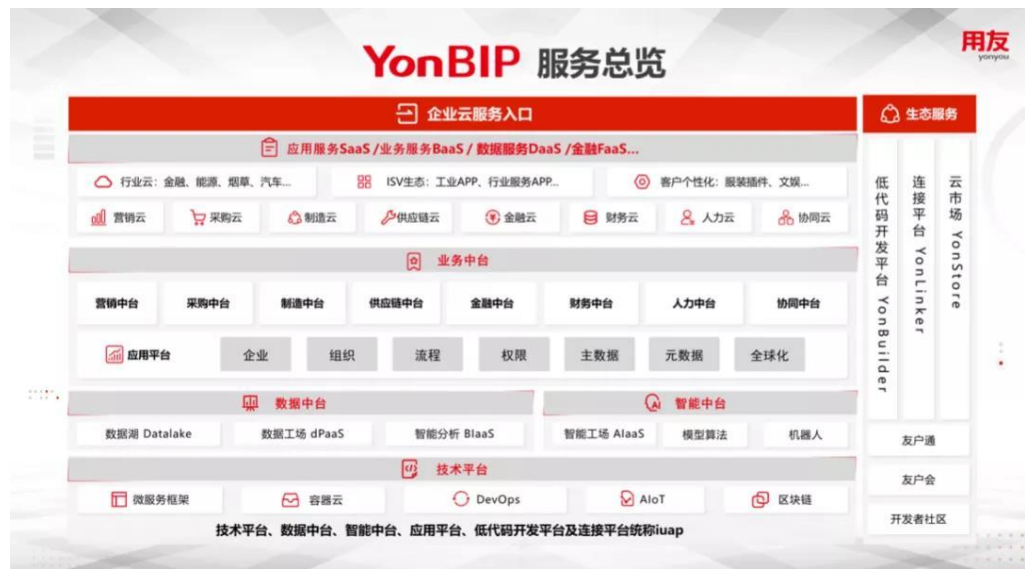 YonBIP 服务总览
用友
yonyou
企业云服务入口
应用服务SaaS /业务服务BaaS / 数据服务DaaS /金融FaaS...
行业云：金融、能源、烟草、汽车...
ISV生态：工业APP、行业服务APP...
客户个性化：服装插件、文娱...
营销云
采购云
制造云
供应链云
金融云
财务云
人力云
协同云
业务中台
营销中台
采购中台
制造中台
供应链中台
金融中台
财务中台
人力中台
协同中台
应用平台
企业
组织
流程
权限
主数据
元数据
全球化
数据中台
数据湖 Datalake
数据工场 dPaaS
智能分析 BIaaS
智能中台
智能工场 AIaaS
模型算法
机器人
技术平台
微服务框架
容器云
DevOps
AIoT
区块链
技术平台、数据中台、智能中台、应用平台、低代码开发平台及连接平台统称iuap
生态服务
低代码开发平台 YonBuilder
连接平台 YonLinker
云市场 YonStore
友户通
友户会
开发者社区